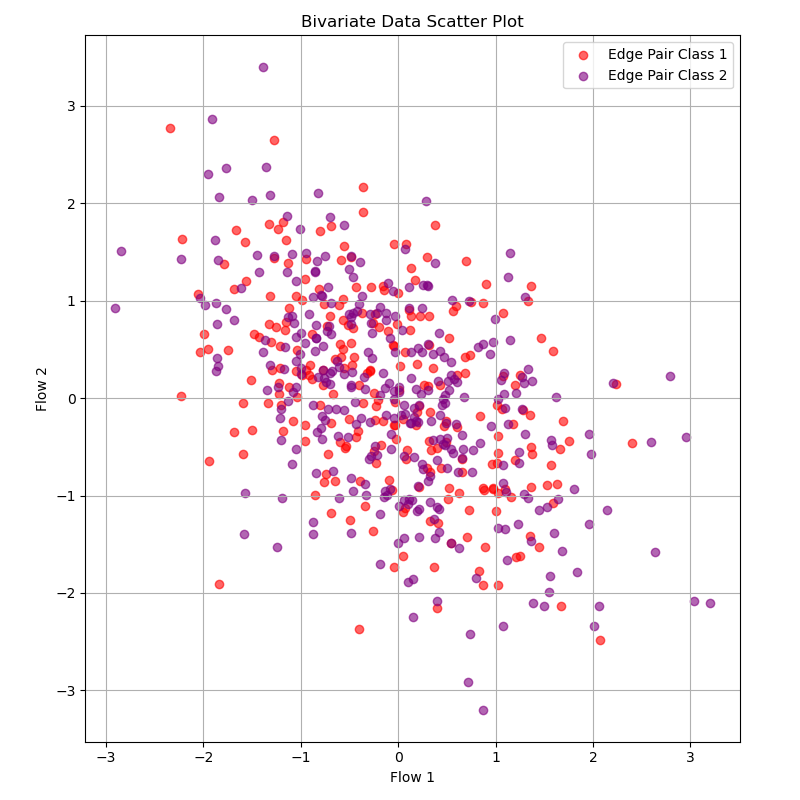 Bivariate Data Scatter Plot
Edge Pair Class 1
Edge Pair Class 2
3
2
1
0
−1
−2
−3
Flow 2
−3
−2
−1
0
1
2
3
Flow 1